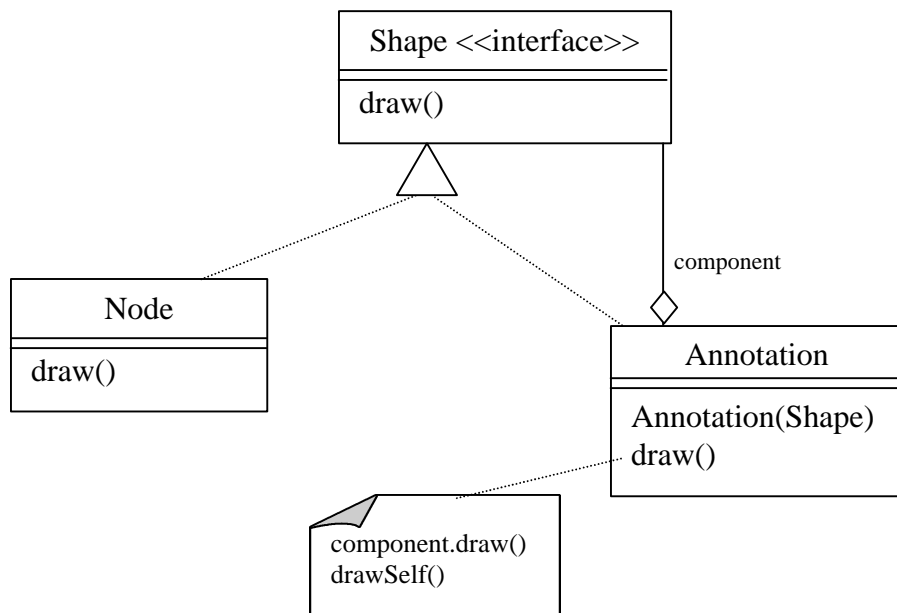 Shape <<interface>>
draw()
component
Node
draw()
Annotation
Annotation(Shape)
draw()
component.draw()
drawSelf()